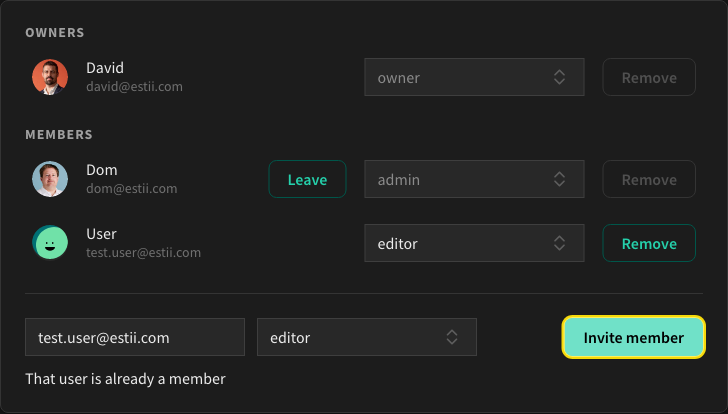 OWNERS
David
david@estii.com
owner
Remove
MEMBERS
Dom
dom@estii.com
Leave
admin
Remove
User
test.user@estii.com
editor
Remove
test.user@estii.com
editor
Invite member
That user is already a member